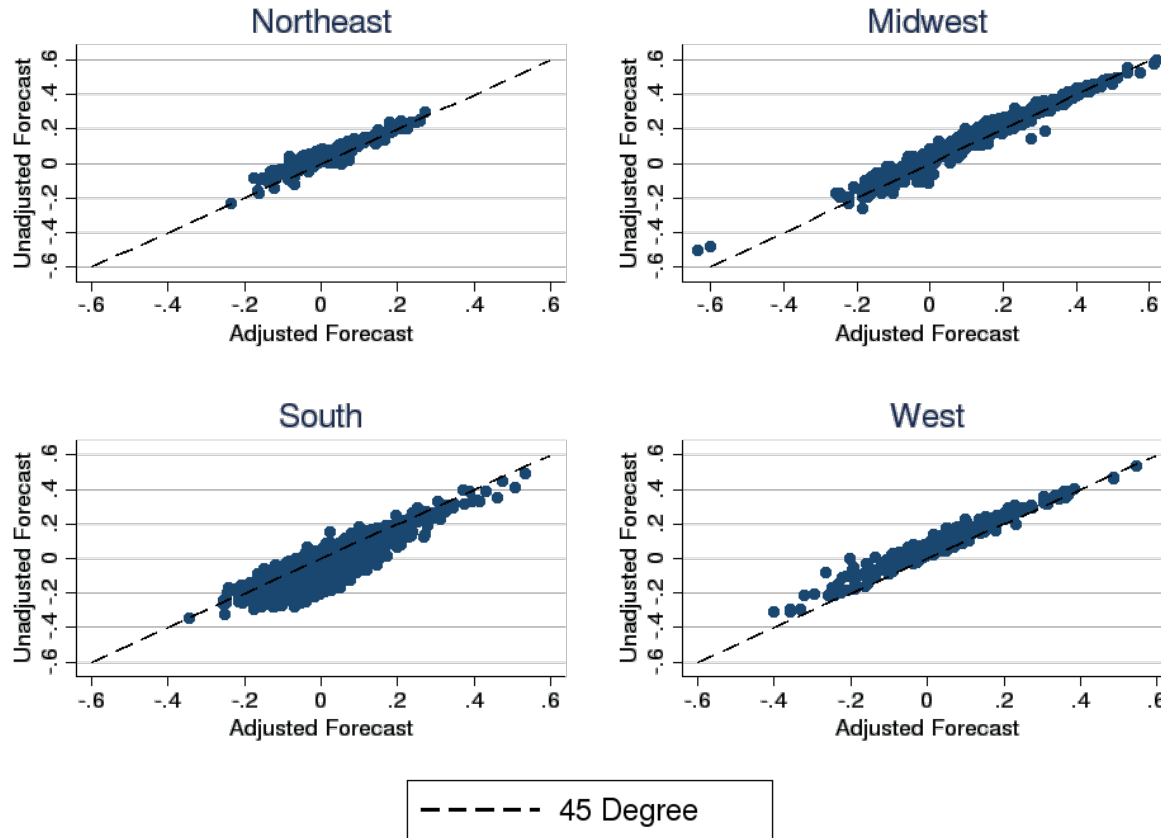 Northeast
Unadjusted Forecast
.6
.4
.2
0
-.2
-.4
-.6
-.6 -.4 -.2 0 .2 .4 .6
Adjusted Forecast
Midwest
Unadjusted Forecast
.6
.4
.2
0
-.2
-.4
-.6
-.6 -.4 -.2 0 .2 .4 .6
Adjusted Forecast
South
Unadjusted Forecast
.6
.4
.2
0
-.2
-.4
-.6
-.6 -.4 -.2 0 .2 .4 .6
Adjusted Forecast
West
Unadjusted Forecast
.6
.4
.2
0
-.2
-.4
-.6
-.6 -.4 -.2 0 .2 .4 .6
Adjusted Forecast
45 Degree